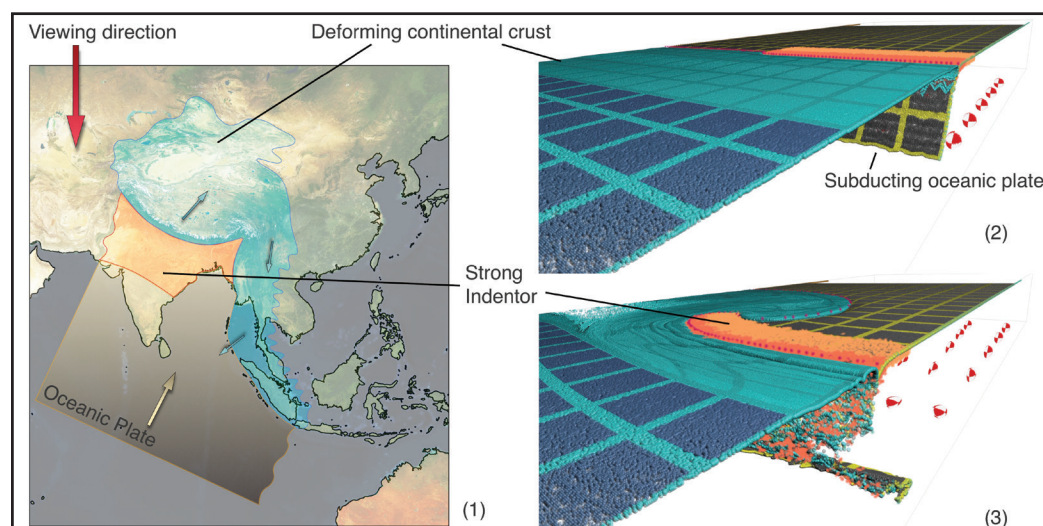 Viewing direction
Deforming continental crust
Subducting oceanic plate
(2)
Strong
Indentor
Oceanic Plate
(1)
(3)